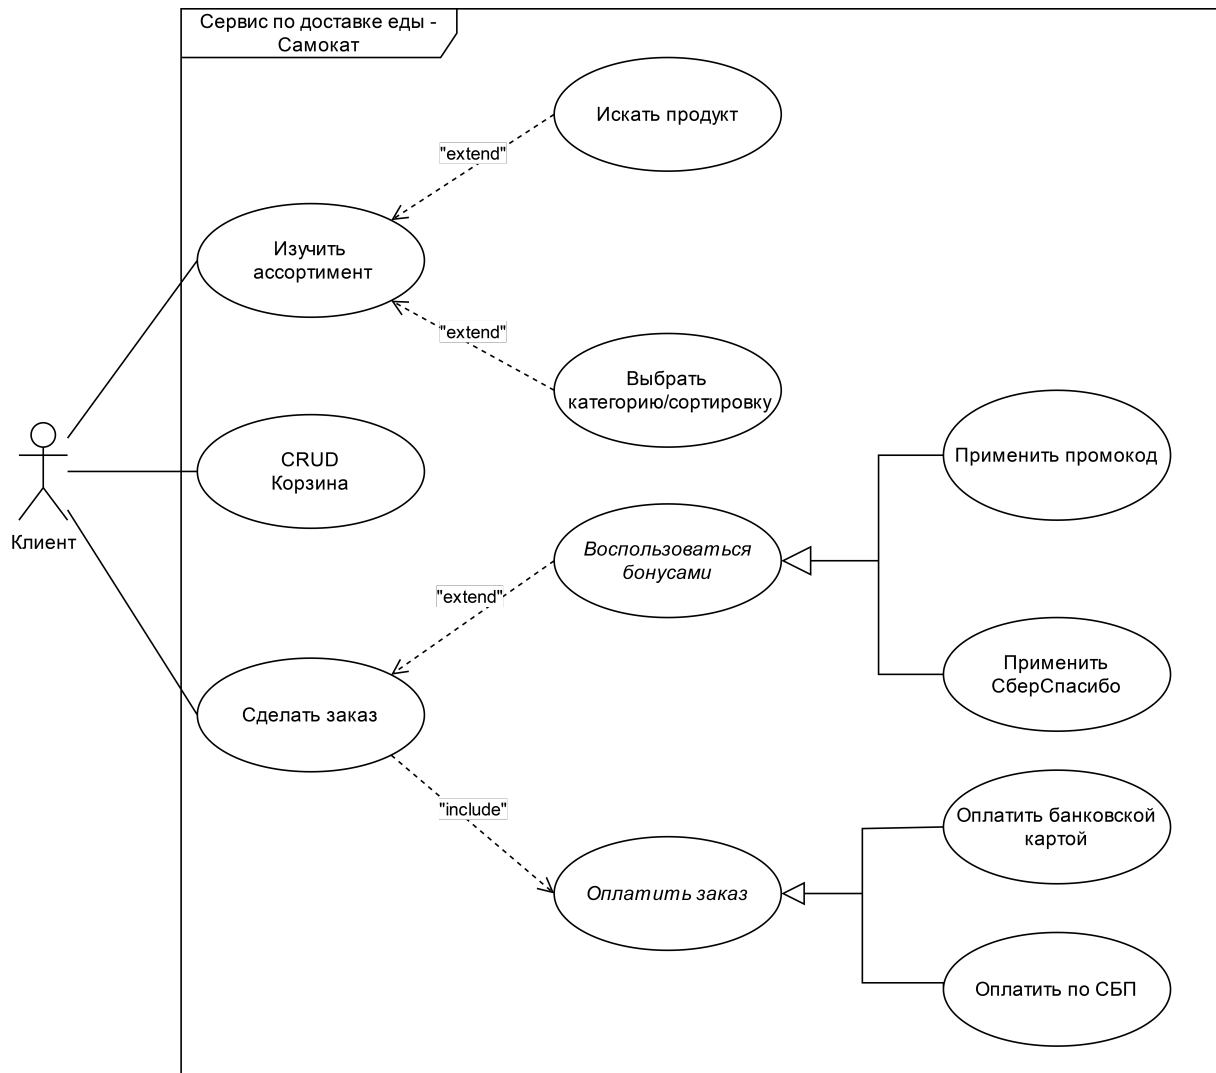 Сервис по доставке еды -
Самокат
Искать продукт
"extend"
Изучить
ассортимент
"extend"
Выбрать
категорию/сортировку
Применить промокод
CRUD
Корзина
Клиент
Воспользоваться
бонусами
"extend"
Применить
СберСпасибо
Сделать заказ
"include"
Оплатить банковской
картой
Оплатить заказ
Оплатить по СБП